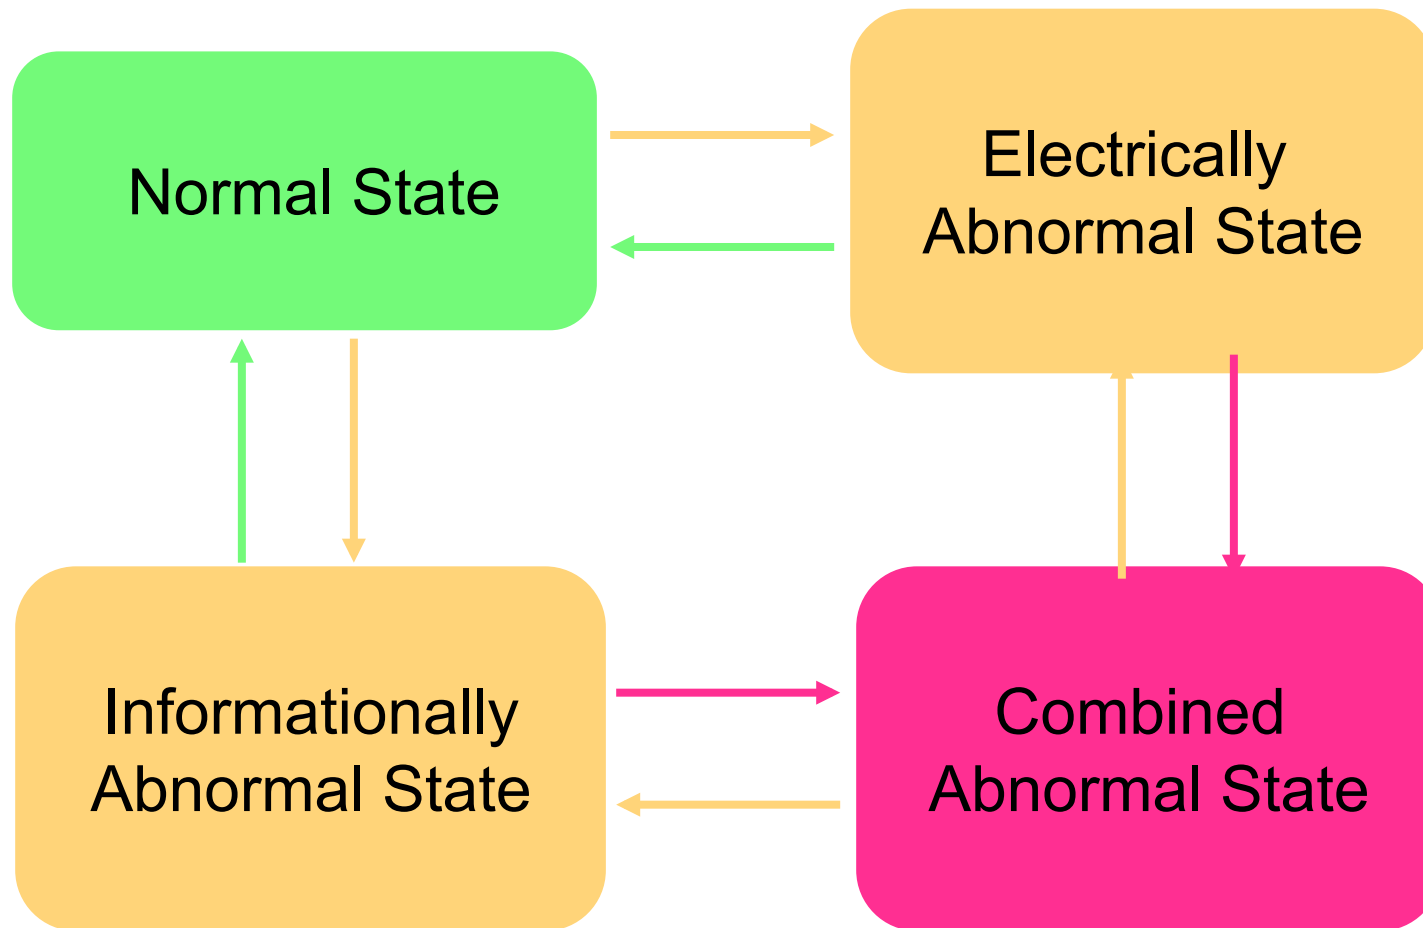 Normal State
Electrically
Abnormal State
Informationally
Abnormal State
Combined
Abnormal State